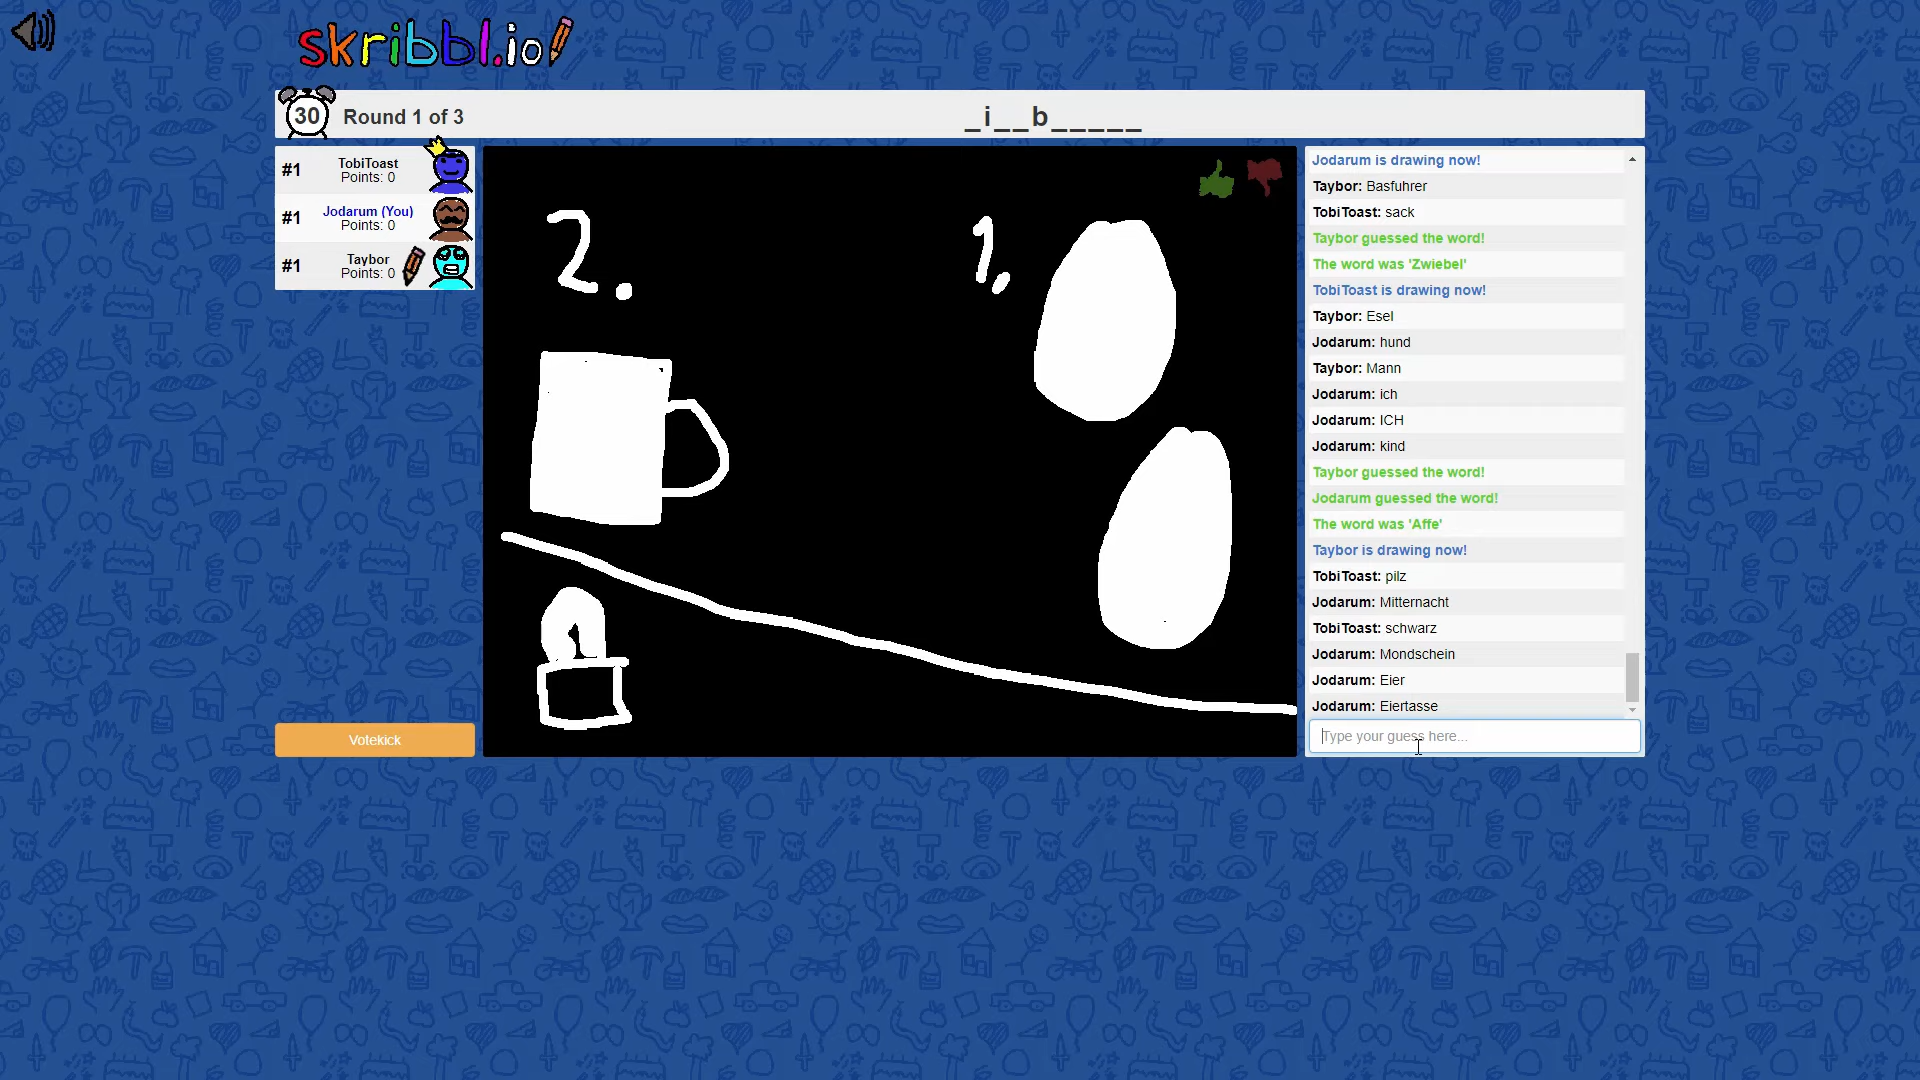 skribbl.io
30
Round 1 of 3
_i__b_____
#1
TobiToast
Points: 0
#1
Jodarum (You)
Points: 0
#1
Taybor
Points: 0
Votekick
2.
1.
Jodarum is drawing now!
Taybor: Basfuhrer
TobiToast: sack
Taybor guessed the word!
The word was 'Zwiebel'
TobiToast is drawing now!
Taybor: Esel
Jodarum: hund
Taybor: Mann
Jodarum: ich
Jodarum: ICH
Jodarum: kind
Taybor guessed the word!
Jodarum guessed the word!
The word was 'Affe'
Taybor is drawing now!
TobiToast: pilz
Jodarum: Mitternacht
TobiToast: schwarz
Jodarum: Mondschein
Jodarum: Eier
Jodarum: Eiertasse
Type your guess here...